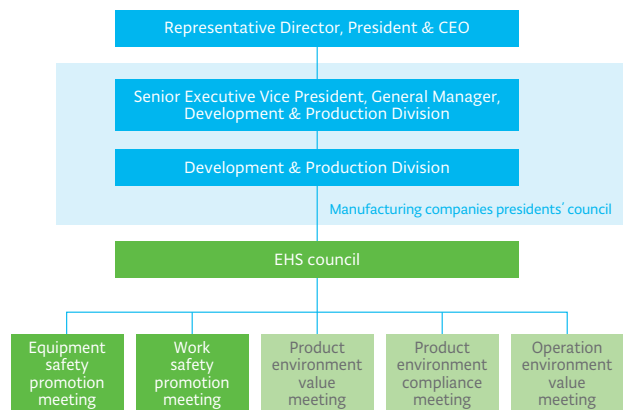 Representative Director, President & CEO
Senior Executive Vice President, General Manager,
Development & Production Division
Development & Production Division
Manufacturing companies presidents' council
EHS council
Equipment
safety
promotion
meeting
Work
safety
promotion
meeting
Product
environment
value
meeting
Product
environment
compliance
meeting
Operation
environment
value
meeting